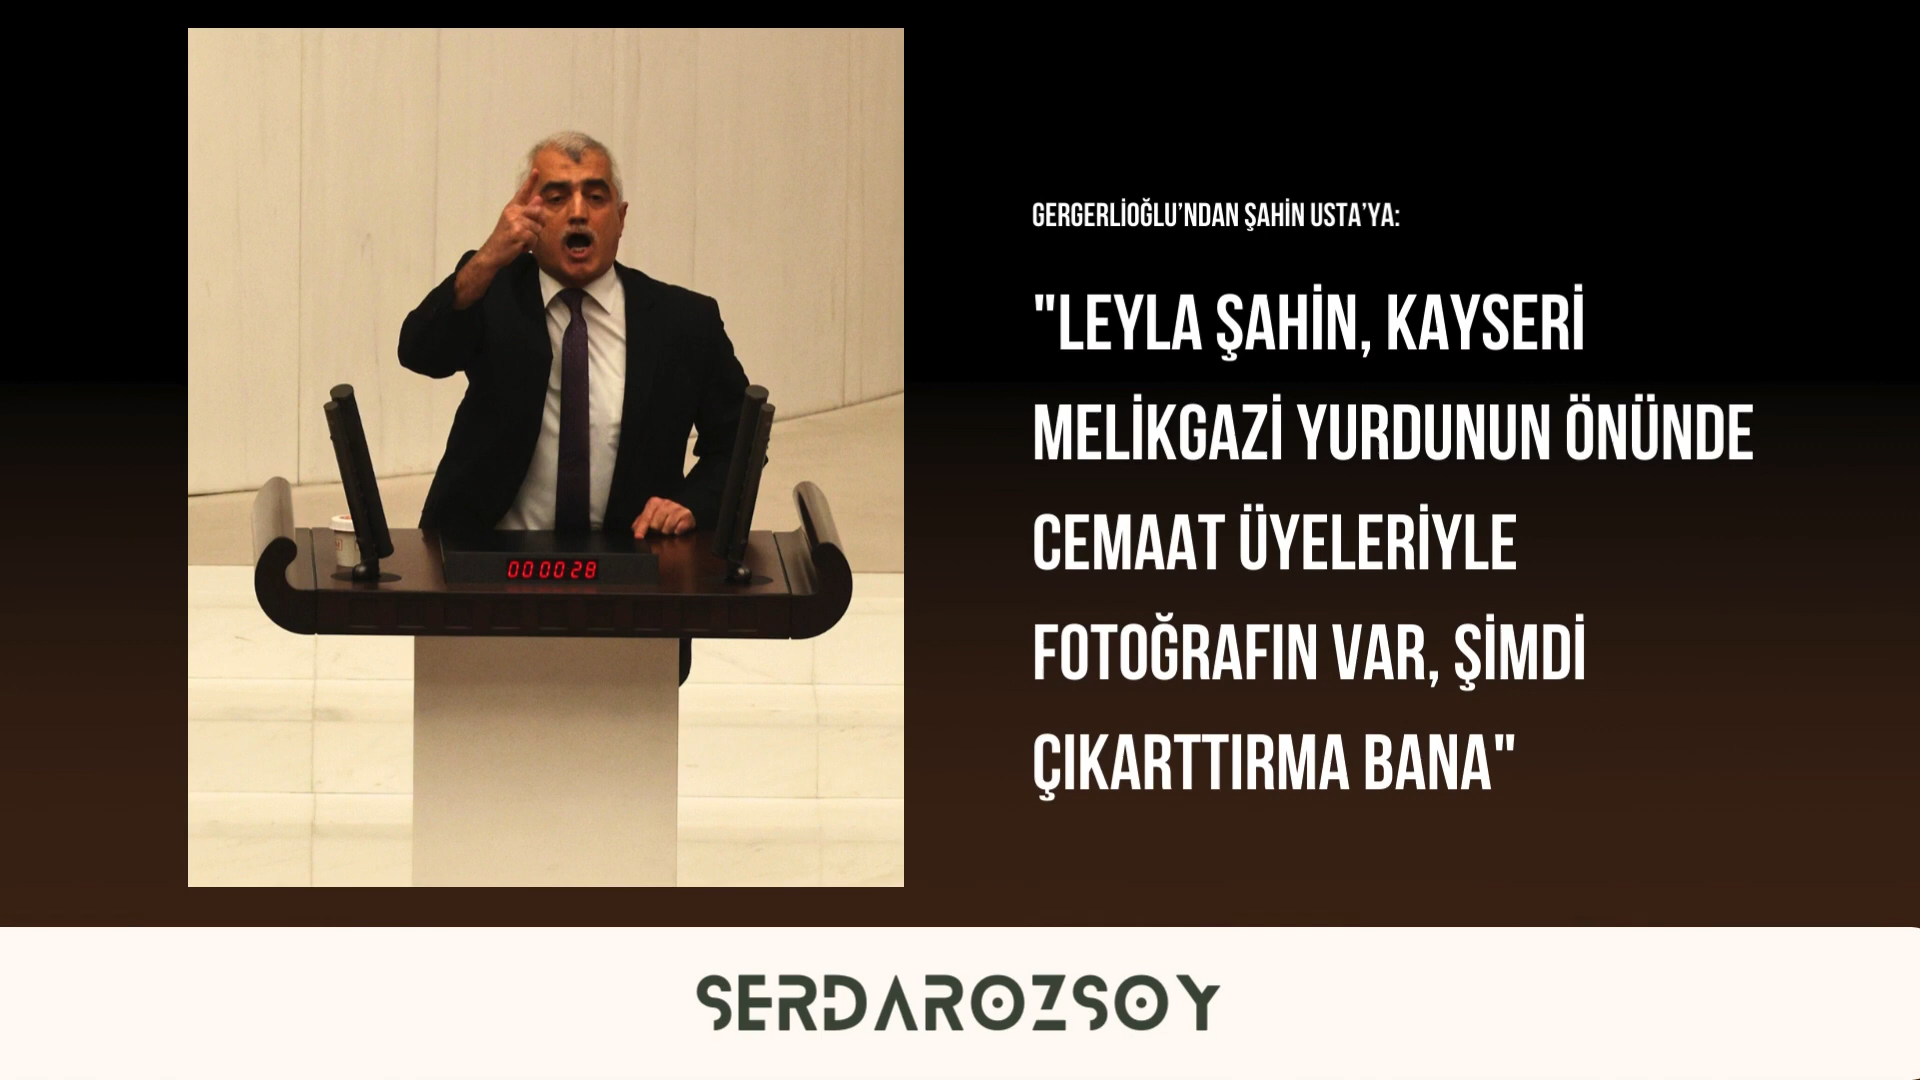 GERGERLİOĞLU'NDAN ŞAHİN USTA'YA:
"LEYLA ŞAHİN, KAYSERİ
MELİKGAZİ YURDUNUN ÖNÜNDE
CEMAAT ÜYELERİYLE
FOTOĞRAFIN VAR, ŞİMDİ
ÇIKARTTIRMA BANA"
000028
SERDAROZSOY